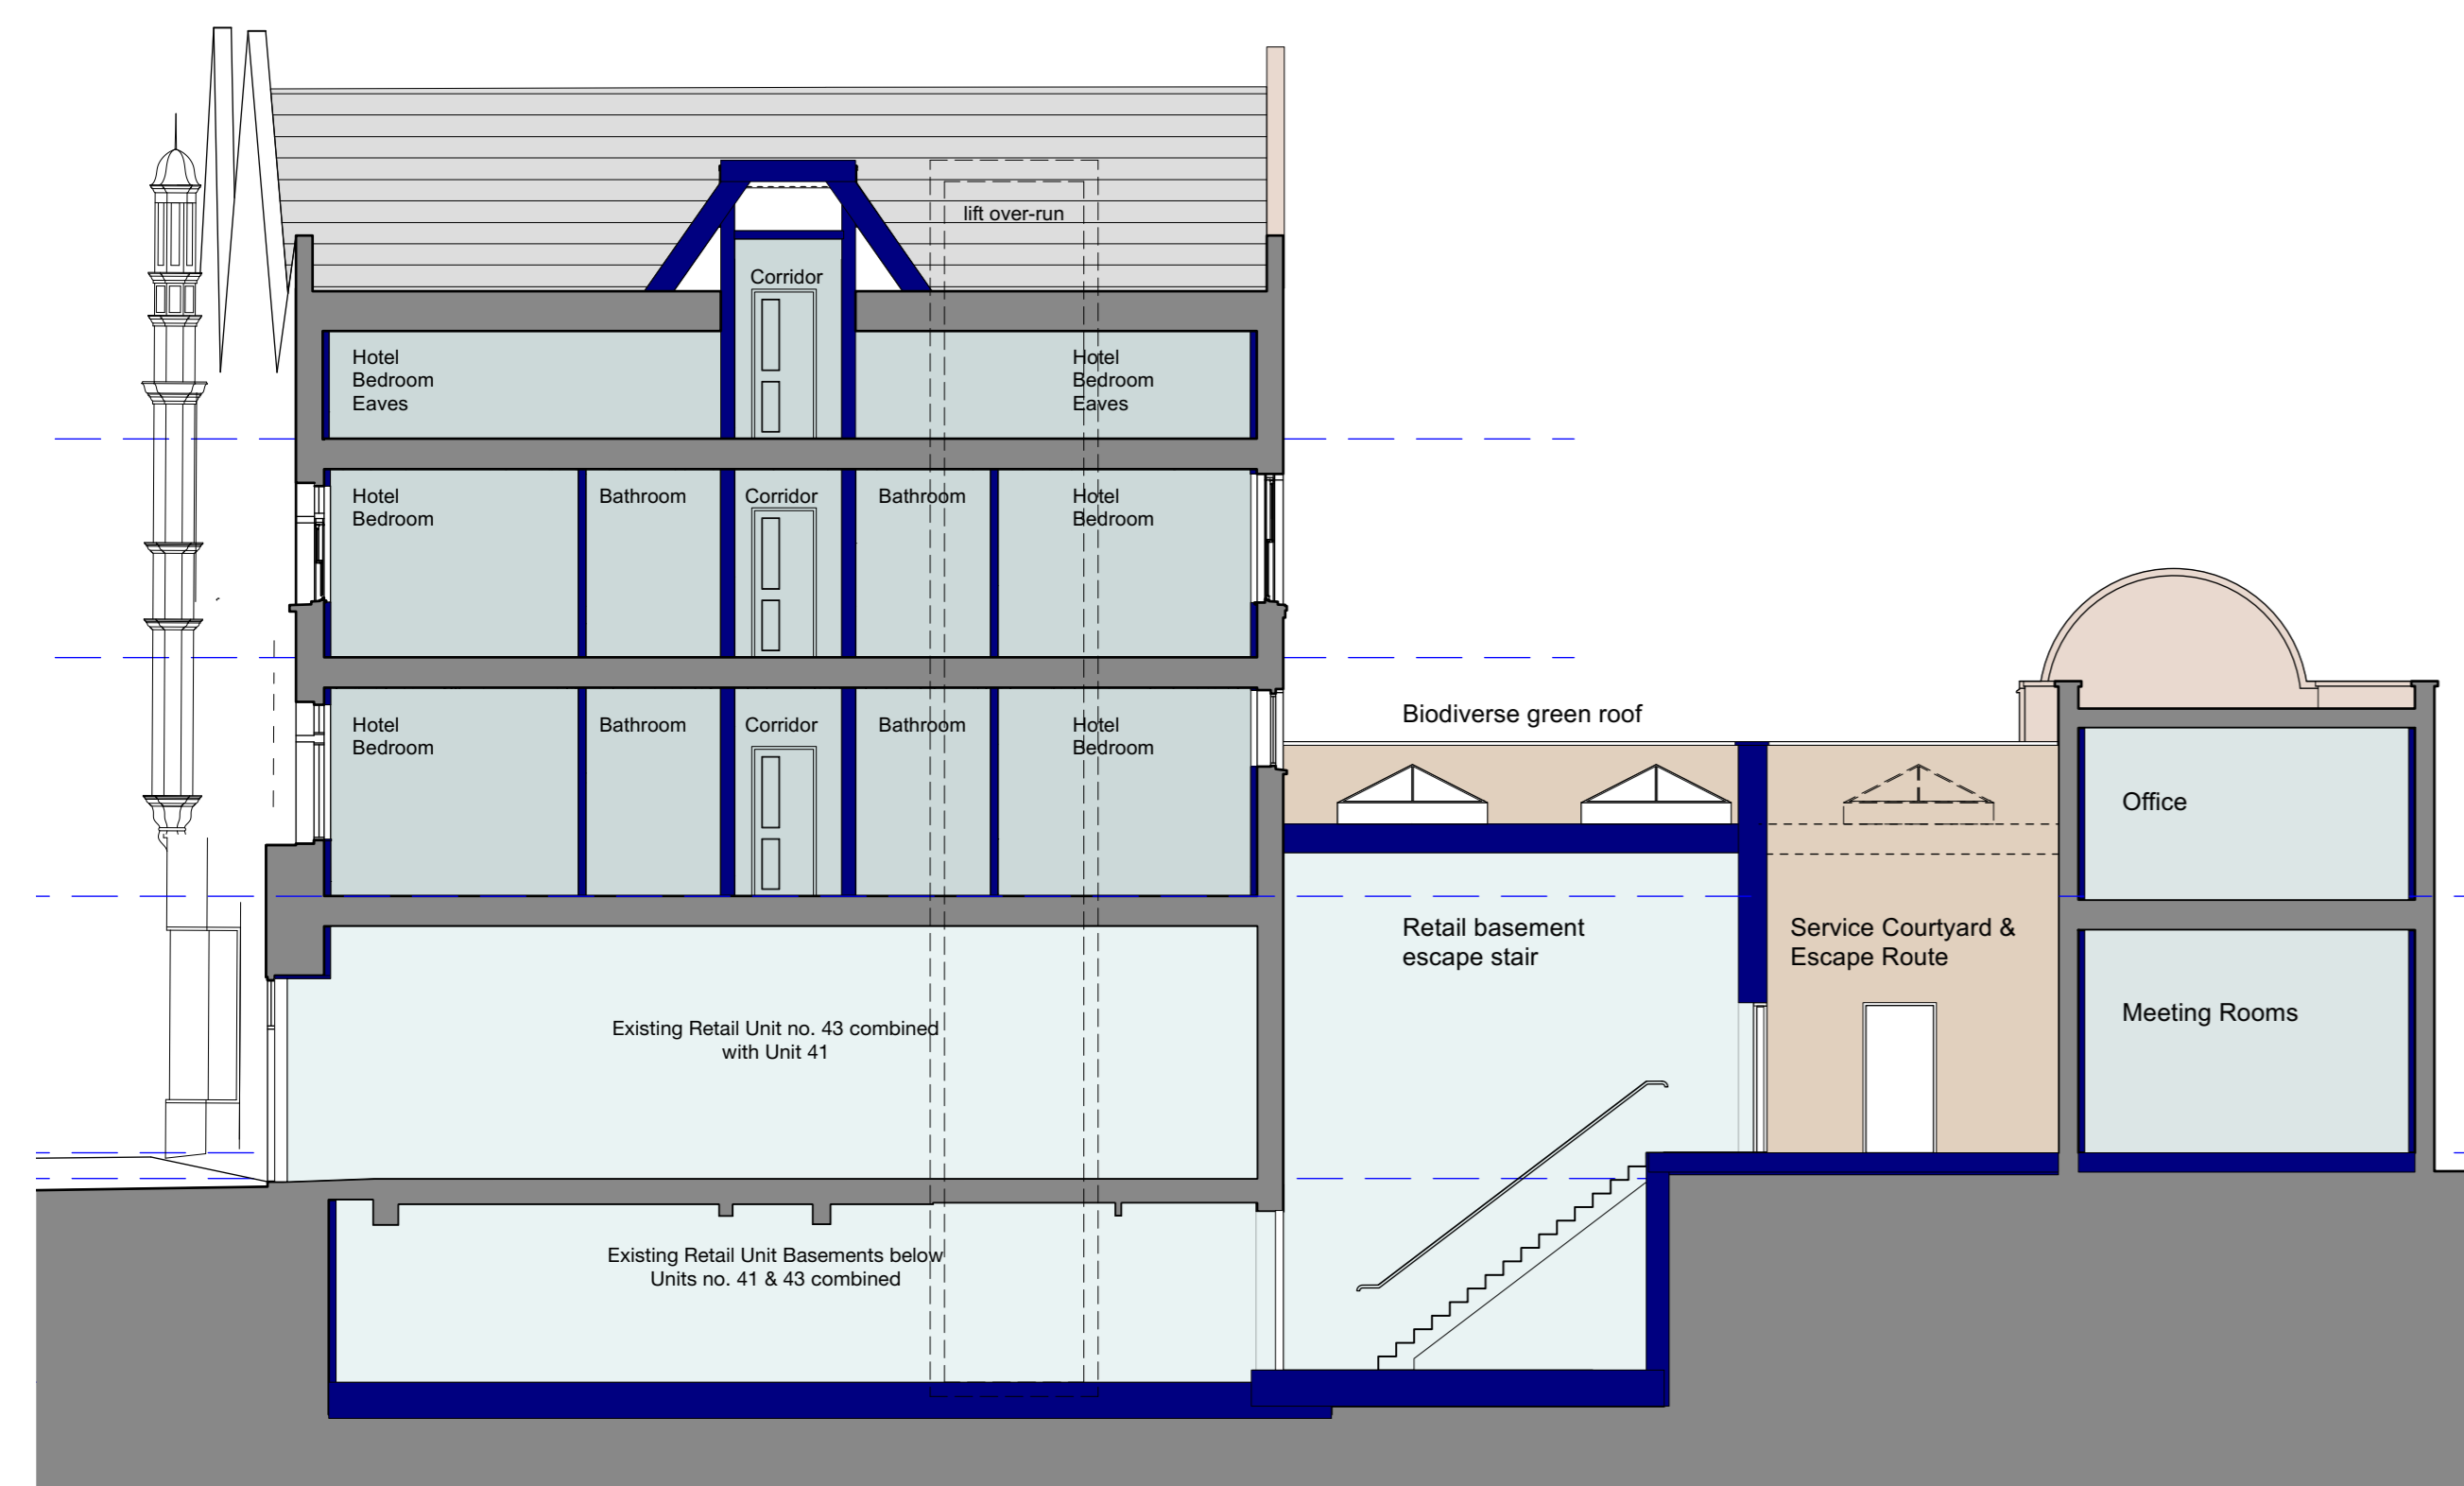 lift over-run
Corridor
Hotel
Bedroom
Eaves
Hotel
Bedroom
Eaves
Hotel
Bedroom
Bathroom
Corridor
Bathroom
Hotel
Bedroom
Hotel
Bedroom
Bathroom
Corridor
Bathroom
Hotel
Bedroom
Biodiverse green roof
Office
Retail basement
escape stair
Service Courtyard &
Escape Route
Meeting Rooms
Existing Retail Unit no. 43 combined
with Unit 41
Existing Retail Unit Basements below
Units no. 41 & 43 combined